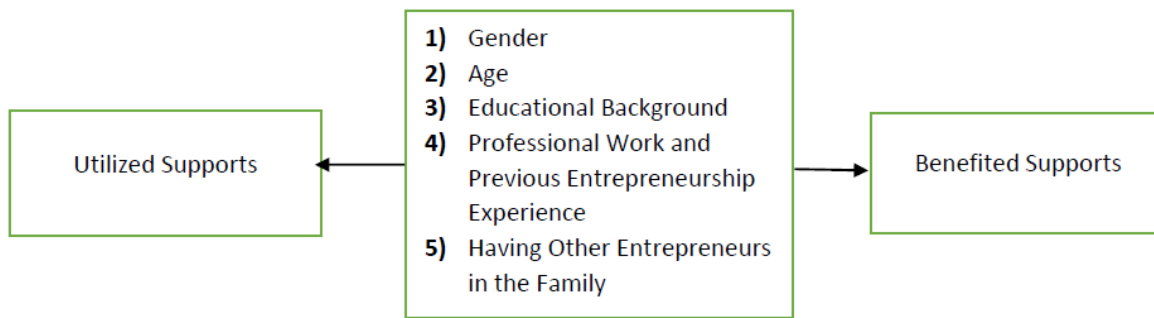 Utilized Supports
1) Gender
2) Age
3) Educational Background
4) Professional Work and
Previous Entrepreneurship
Experience
5) Having Other Entrepreneurs
in the Family
Benefited Supports